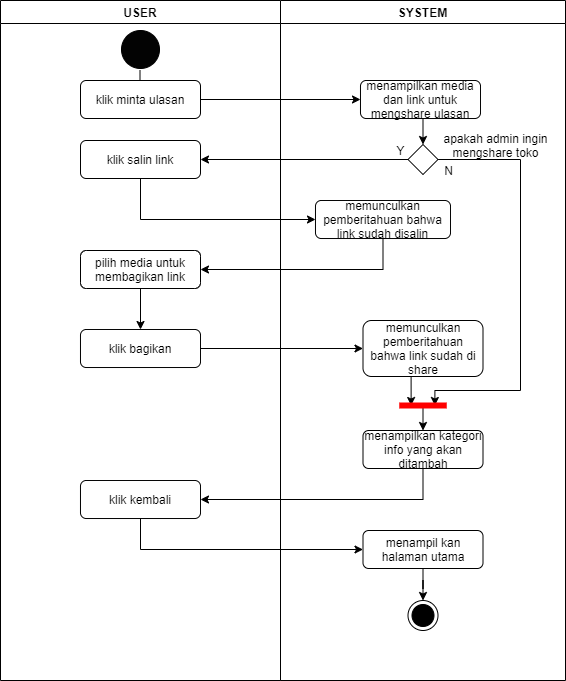 USER
SYSTEM
klik minta ulasan
menampilkan media
dan link untuk
mengshare ulasan
apakah admin ingin
mengshare toko
Y
N
klik salin link
memunculkan
pemberitahuan bahwa
link sudah disalin
pilih media untuk
membagikan link
klik bagikan
memunculkan
pemberitahuan
bahwa link sudah di
share
menampilkan kategori
info yang akan
ditambah
klik kembali
menampil kan
halaman utama